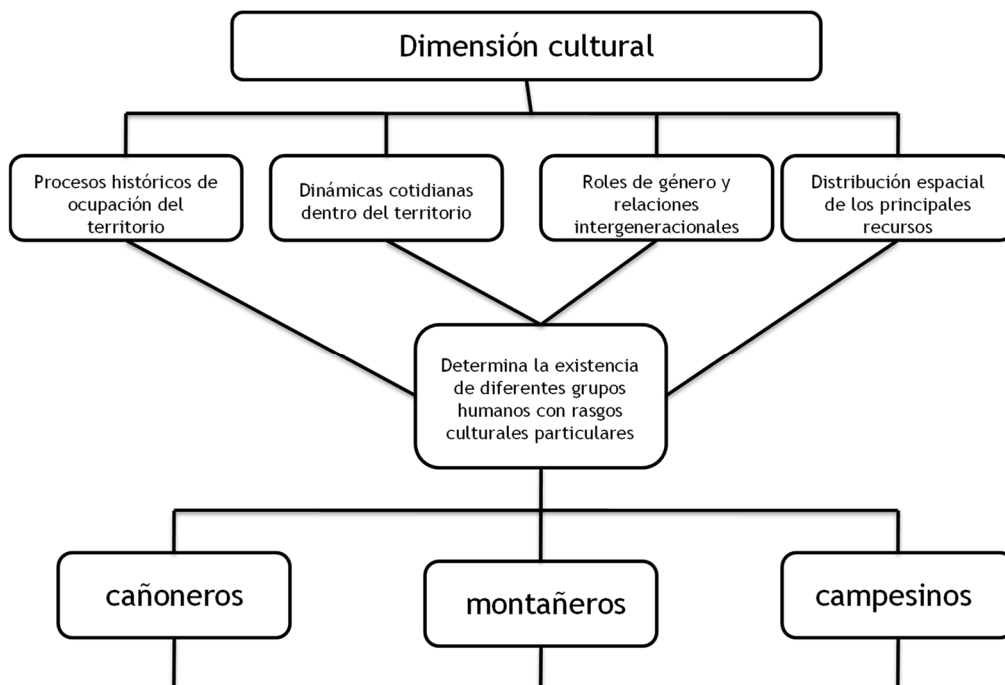 Dimensión cultural
Procesos históricos de
ocupación del
territorio
Dinámicas cotidianas
dentro del territorio
Roles de género y
relaciones
intergeneracionales
Distribución espacial
de los principales
recursos
Determina la existencia
de diferentes grupos
humanos con rasgos
culturales particulares
cañoneros
montañeros
campesinos